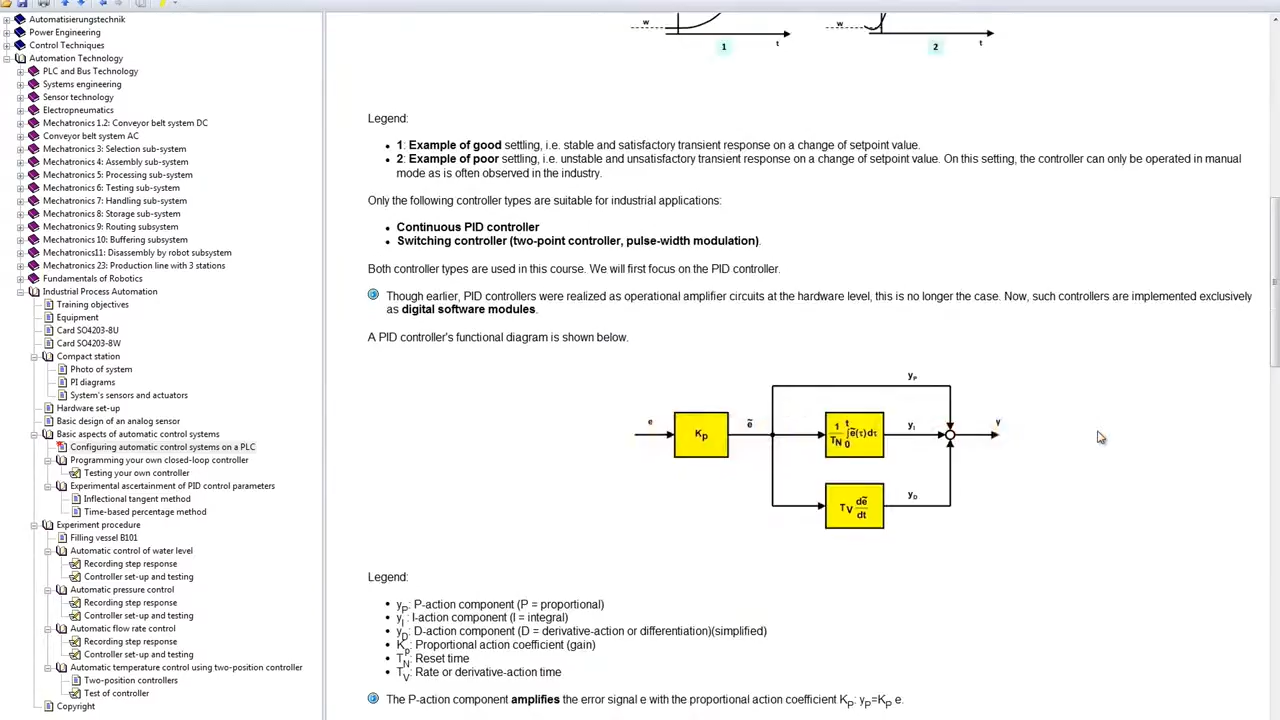 Automatisierungstechnik
Power Engineering
Control Techniques
Automation Technology
PLC and Bus Technology
Systems engineering
Sensor technology
Electropneumatics
Mechatronics 1.2: Conveyor belt system DC
Conveyor belt system AC
Mechatronics 3: Selection sub-system
Mechatronics 4: Assembly sub-system
Mechatronics 5: Processing sub-system
Mechatronics 6: Testing sub-system
Mechatronics 7: Handling sub-system
Mechatronics 8: Storage sub-system
Mechatronics 9: Routing subsystem
Mechatronics 10: Buffering subsystem
Mechatronics11: Disassembly by robot subsystem
Mechatronics 23: Production line with 3 stations
Fundamentals of Robotics
Industrial Process Automation
Training objectives
Equipment
Card SO4203-8U
Card SO4203-8W
Compact station
Photo of system
PI diagrams
System's sensors and actuators
Hardware set-up
Basic design of an analog sensor
Basic aspects of automatic control systems
Configuring automatic control systems on a PLC
Programming your own closed-loop controller
Testing your own controller
Experimental ascertainment of PID control parameters
Inflectional tangent method
Time-based percentage method
Experiment procedure
Filling vessel B101
Automatic control of water level
Recording step response
Controller set-up and testing
Automatic pressure control
Recording step response
Controller set-up and testing
Automatic flow rate control
Recording step response
Controller set-up and testing
Automatic temperature control using two-position controller
Two-position controllers
Test of controller
Copyright
w w
t t
1 2
Legend:
• 1: Example of good settling, i.e. stable and satisfactory transient response on a change of setpoint value.
• 2: Example of poor settling, i.e. unstable and unsatisfactory transient response on a change of setpoint value. On this setting, the controller can only be operated in manual
mode as is often observed in the industry.
Only the following controller types are suitable for industrial applications:
• Continuous PID controller
• Switching controller (two-point controller, pulse-width modulation).
Both controller types are used in this course. We will first focus on the PID controller.
Though earlier, PID controllers were realized as operational amplifier circuits at the hardware level, this is no longer the case. Now, such controllers are implemented exclusively
as digital software modules.
A PID controller's functional diagram is shown below.
yP
e Kp ẽ 1/TN ∫0t ẽ(τ)dτ yI y
TV dẽ/dt yD
Legend:
• yP: P-action component (P = proportional)
• yI: I-action component (I = integral)
• yD: D-action component (D = derivative-action or differentiation)(simplified)
• Kp: Proportional action coefficient (gain)
• TN: Reset time
• TV: Rate or derivative-action time
The P-action component amplifies the error signal e with the proportional action coefficient KP: yP=KP e.